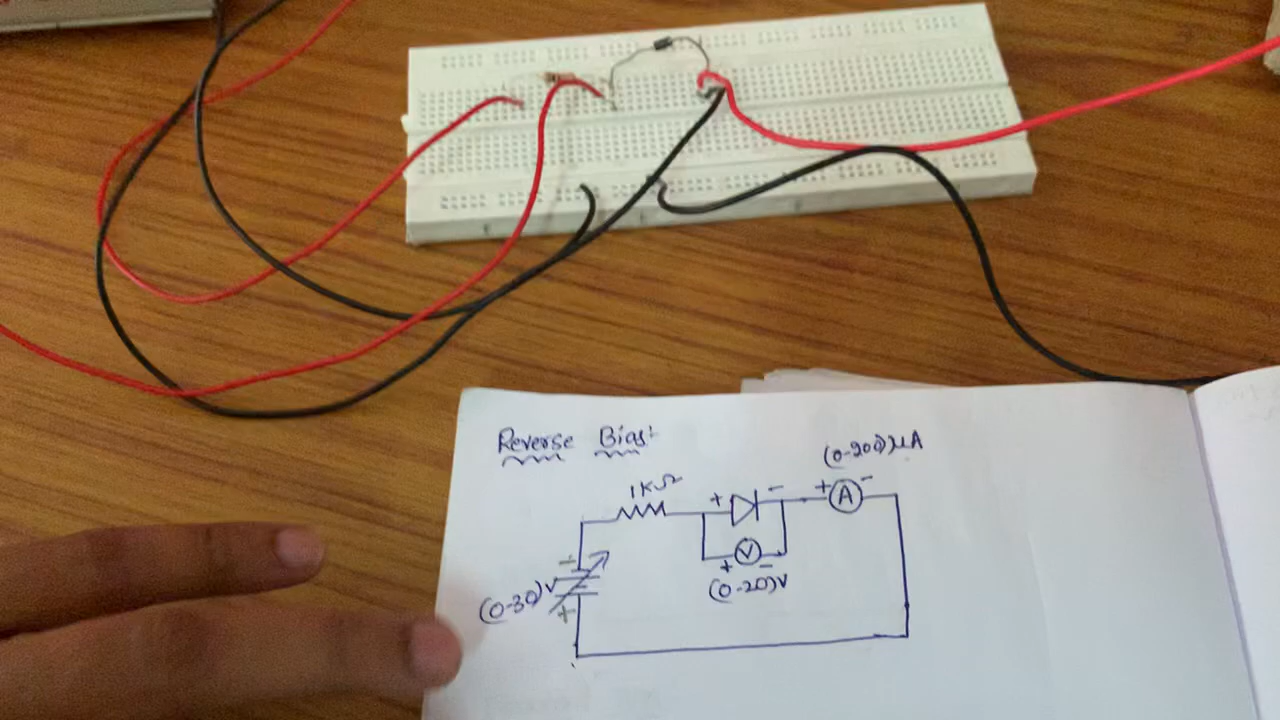 Reverse Bias:
(0-200)μA
1KΩ
+ - + A -
V
+ -
(0-20)V
-
(0-30)V
+